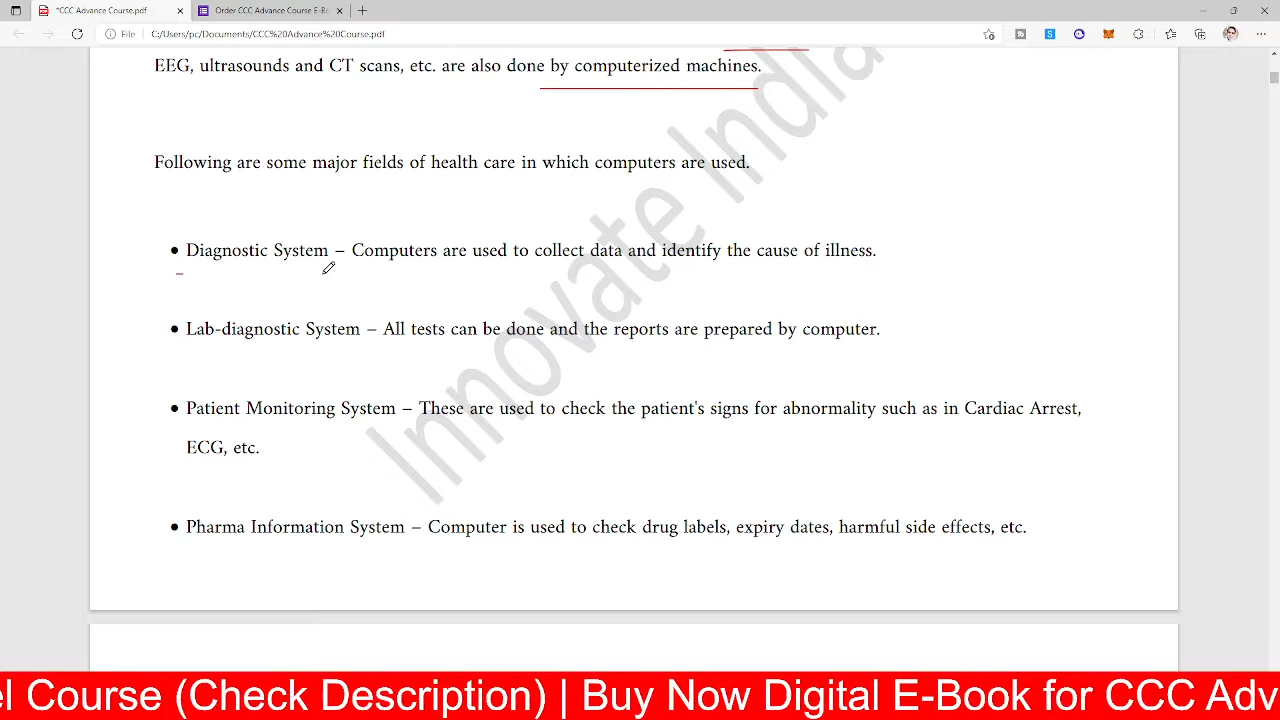 *CCC Advance Course.pdf
Order CCC Advance Course E-Bo
File
C:/Users/pc/Documents/CCC%20Advance%20Course.pdf
EEG, ultrasounds and CT scans, etc. are also done by computerized machines.
Following are some major fields of health care in which computers are used.
• Diagnostic System – Computers are used to collect data and identify the cause of illness.
• Lab-diagnostic System – All tests can be done and the reports are prepared by computer.
• Patient Monitoring System – These are used to check the patient's signs for abnormality such as in Cardiac Arrest,
ECG, etc.
• Pharma Information System – Computer is used to check drug labels, expiry dates, harmful side effects, etc.
Innovate India
el Course (Check Description) | Buy Now Digital E-Book for CCC Adv